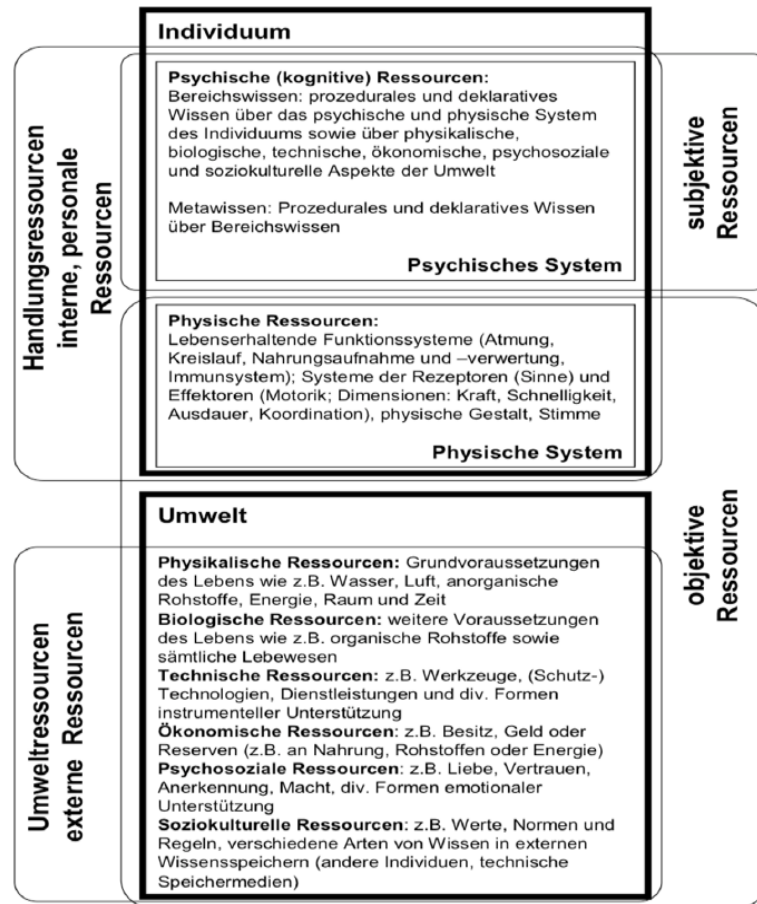 Individuum
Psychische (kognitive) Ressourcen:
Bereichswissen: prozedurales und deklaratives
Wissen über das psychische und physische System
des Individuums sowie über physikalische,
biologische, technische, ökonomische, psychosoziale
und soziokulturelle Aspekte der Umwelt
Metawissen: Prozedurales und deklaratives Wissen
über Bereichswissen
Psychisches System
Physische Ressourcen:
Lebenserhaltende Funktionssysteme (Atmung,
Kreislauf, Nahrungsaufnahme und –verwertung,
Immunsystem); Systeme der Rezeptoren (Sinne) und
Effektoren (Motorik; Dimensionen: Kraft, Schnelligkeit,
Ausdauer, Koordination), physische Gestalt, Stimme
Physische System
Handlungsressourcen
interne, personale
Ressourcen
subjektive
Ressourcen
Umwelt
Physikalische Ressourcen: Grundvoraussetzungen
des Lebens wie z.B. Wasser, Luft, anorganische
Rohstoffe, Energie, Raum und Zeit
Biologische Ressourcen: weitere Voraussetzungen
des Lebens wie z.B. organische Rohstoffe sowie
sämtliche Lebewesen
Technische Ressourcen: z.B. Werkzeuge, (Schutz-)
Technologien, Dienstleistungen und div. Formen
instrumenteller Unterstützung
Ökonomische Ressourcen: z.B. Besitz, Geld oder
Reserven (z.B. an Nahrung, Rohstoffen oder Energie)
Psychosoziale Ressourcen: z.B. Liebe, Vertrauen,
Anerkennung, Macht, div. Formen emotionaler
Unterstützung
Soziokulturelle Ressourcen: z.B. Werte, Normen und
Regeln, verschiedene Arten von Wissen in externen
Wissensspeichern (andere Individuen, technische
Speichermedien)
Umweltressourcen
externe Ressourcen
objektive
Ressourcen